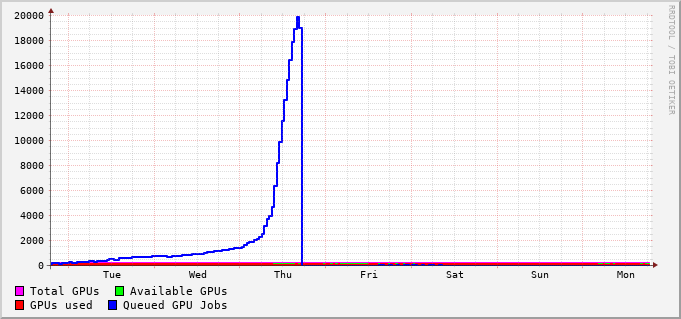 20000
18000
16000
14000
12000
10000
8000
6000
4000
2000
0
Tue Wed Thu Fri Sat Sun Mon
Total GPUs Available GPUs
GPUs used Queued GPU Jobs
RRDTOOL / TOBI OETIKER